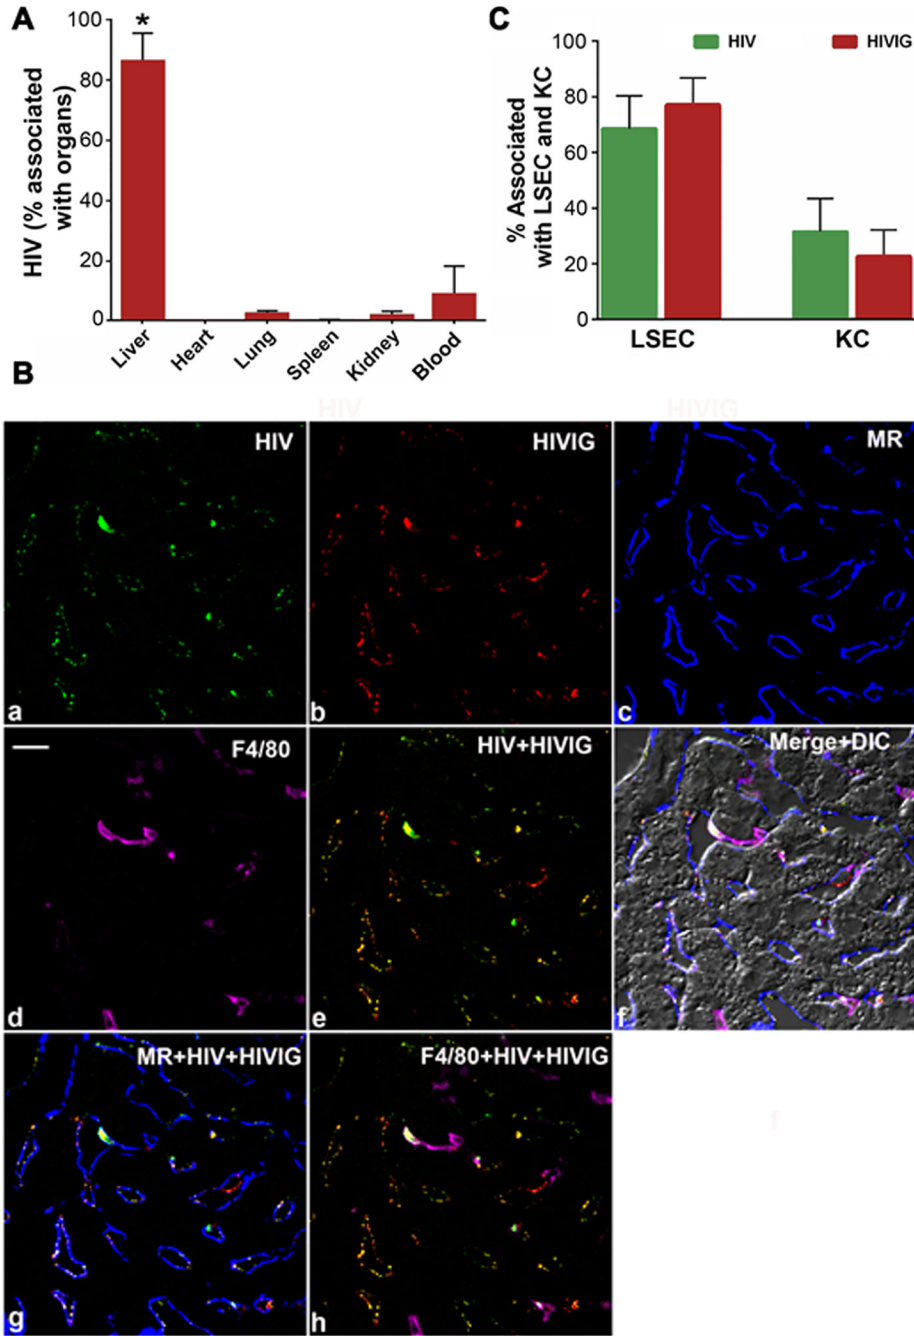 A
HIV (% associated
with organs)
100
80
60
40
20
0
*
Liver
Heart
Lung
Spleen
Kidney
Blood
C
% Associated
with LSEC and KC
100
80
60
40
20
0
HIV
HIVIG
LSEC
KC
B
HIV
HIVIG
HIV
a
HIVIG
b
MR
c
F4/80
d
HIV+HIVIG
e
Merge+DIC
f
MR+HIV+HIVIG
g
F4/80+HIV+HIVIG
h
f